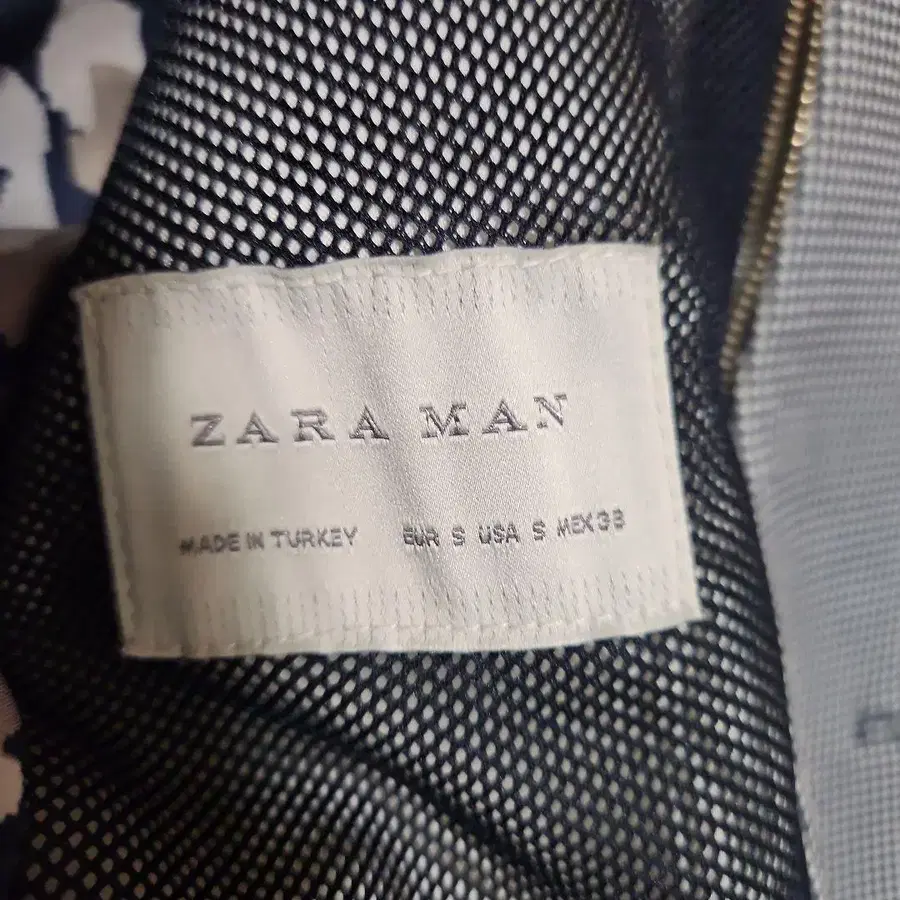 ZARA MAN
MADE IN TURKEY EUR S USA S MEX 38